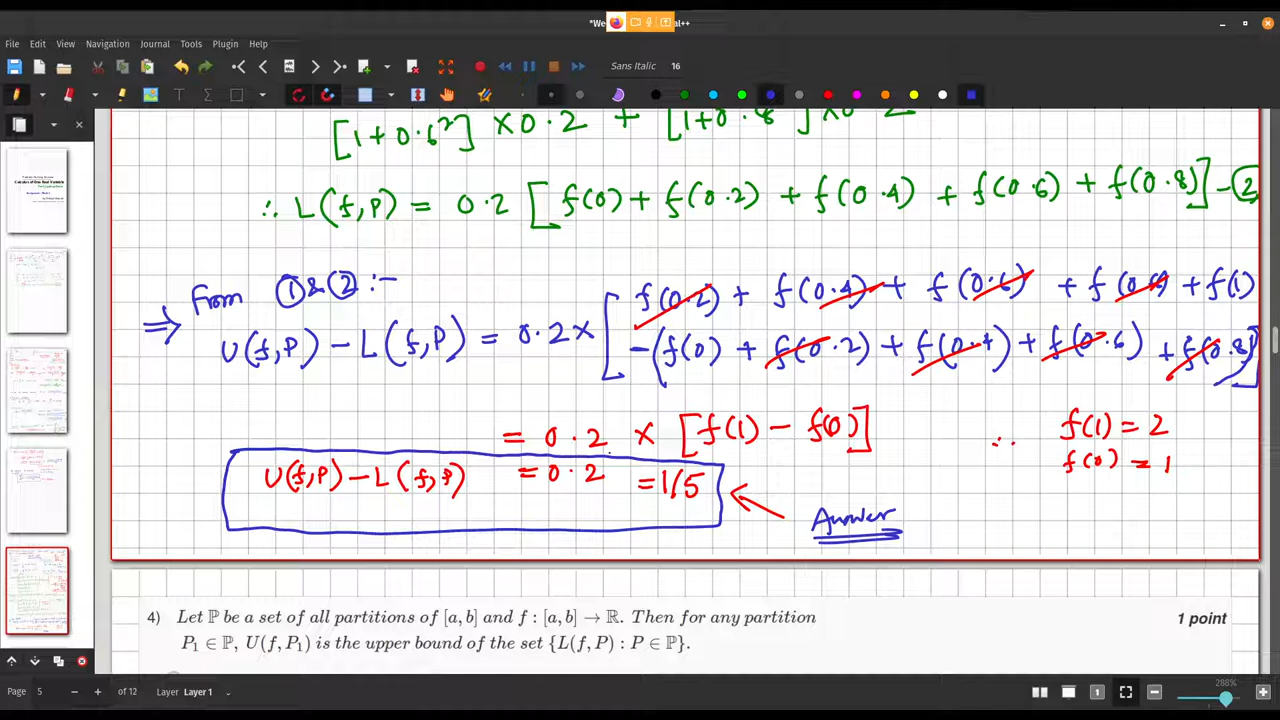 *We
al++
File Edit View Navigation Journal Tools Plugin Help
Sans Italic 16
[1+0.6²] ×0.2 + [1+0.8 ] ×0.2
∴ L(f,P) = 0.2 [f(0) + f(0.2) + f(0.4) + f(0.6) + f(0.8)] - ②
⇒ From ① & ② :-
f(0.2) + f(0.4) + f(0.6) + f(0.8) + f(1)
U(f,P) - L(f,P) = 0.2 × [ -(f(0) + f(0.2) + f(0.4) + f(0.6) + f(0.8)]
= 0.2 × [f(1) - f(0)] ∴ f(1) = 2
f(0) = 1
U(f,P) - L(f,P) = 0.2 = 1/5
Answer
4) Let ℙ be a set of all partitions of [a, b] and f : [a, b] → ℝ. Then for any partition 1 point
P₁ ∈ ℙ, U(f, P₁) is the upper bound of the set {L(f, P) : P ∈ ℙ}.
288%
Page 5 of 12 Layer Layer 1